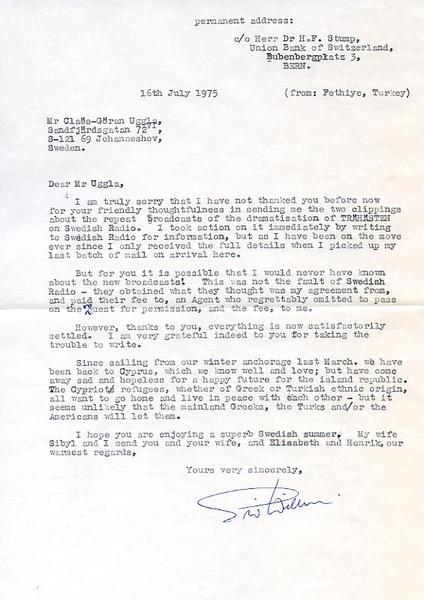 permanent address:
c/o Herr Dr H.F. Stump,
Union Bank of Switzerland,
Bubenbergplatz 3,
BERN.
16th July 1975 (from: Fethiye, Turkey)
Mr Claës-Göran Uggla,
Sandfjärdsgatan 72
S-121 69 Johanneshov,
Sweden.
Dear Mr Uggla,
I am truly sorry that I have not thanked you before now
for your friendly thoughtfulness in sending me the two clippings
about the repeat broadcasts of the dramatisation of TRÄHÄSTEN
on Swedish Radio. I took action on it immediately by writing
to Swedish Radio for information, but as I have been on the move
ever since I only received the full details when I picked up my
last batch of mail on arrival here.
But for you it is possible that I would never have known
about the new broadcasts! This was not the fault of Swedish
Radio - they obtained what they thought was my agreement from,
and paid their fee to, an Agent who regrettably omitted to pass
on the quest for permission, and the fee, to me.
However, thanks to you, everything is now satisfactorily
settled. I am very grateful indeed to you for taking the
trouble to write.
Since sailing from our winter anchorage last March. we have
been back to Cyprus, which we know well and love; but have come
away sad and hopeless for a happy future for the island republic.
The Cypriot refugees, whether of Greek or Turkish ethnic origin,
all want to go home and live in peace with each other - but it
seems unlikely that the mainland Greeks, the Turks and/or the
Americans will let them.
I hope you are enjoying a superb Swedish summer. My wife
Sibyl and I send you and your wife, and Elisabeth and Henrik, our
warmest regards,
Yours very sincerely,